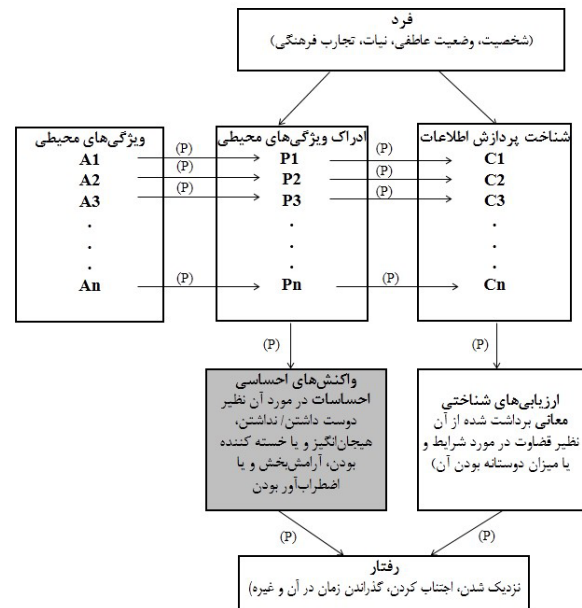 فرد
(شخصیت، وضعیت عاطفی، نیات، تجارب فرهنگی)
ویژگی‌های محیطی
A1
A2
A3
.
.
.
An
(P)
(P)
(P)
(P)
ادراک ویژگی‌های محیطی
P1
P2
P3
.
.
.
Pn
(P)
(P)
(P)
(P)
شناخت پردازش اطلاعات
C1
C2
C3
.
.
.
Cn
(P)
(P)
واکنش‌های احساسی
احساسات در مورد آن نظیر
دوست داشتن/ نداشتن،
هیجان‌انگیز و یا خسته کننده
بودن، آرامش‌بخش و یا
اضطراب‌آور بودن
ارزیابی‌های شناختی
معانی برداشت شده از آن
نظیر قضاوت در مورد شرایط و
یا میزان دوستانه بودن آن)
(P)
(P)
رفتار
نزدیک شدن، اجتناب کردن، گذراندن زمان در آن و غیره)